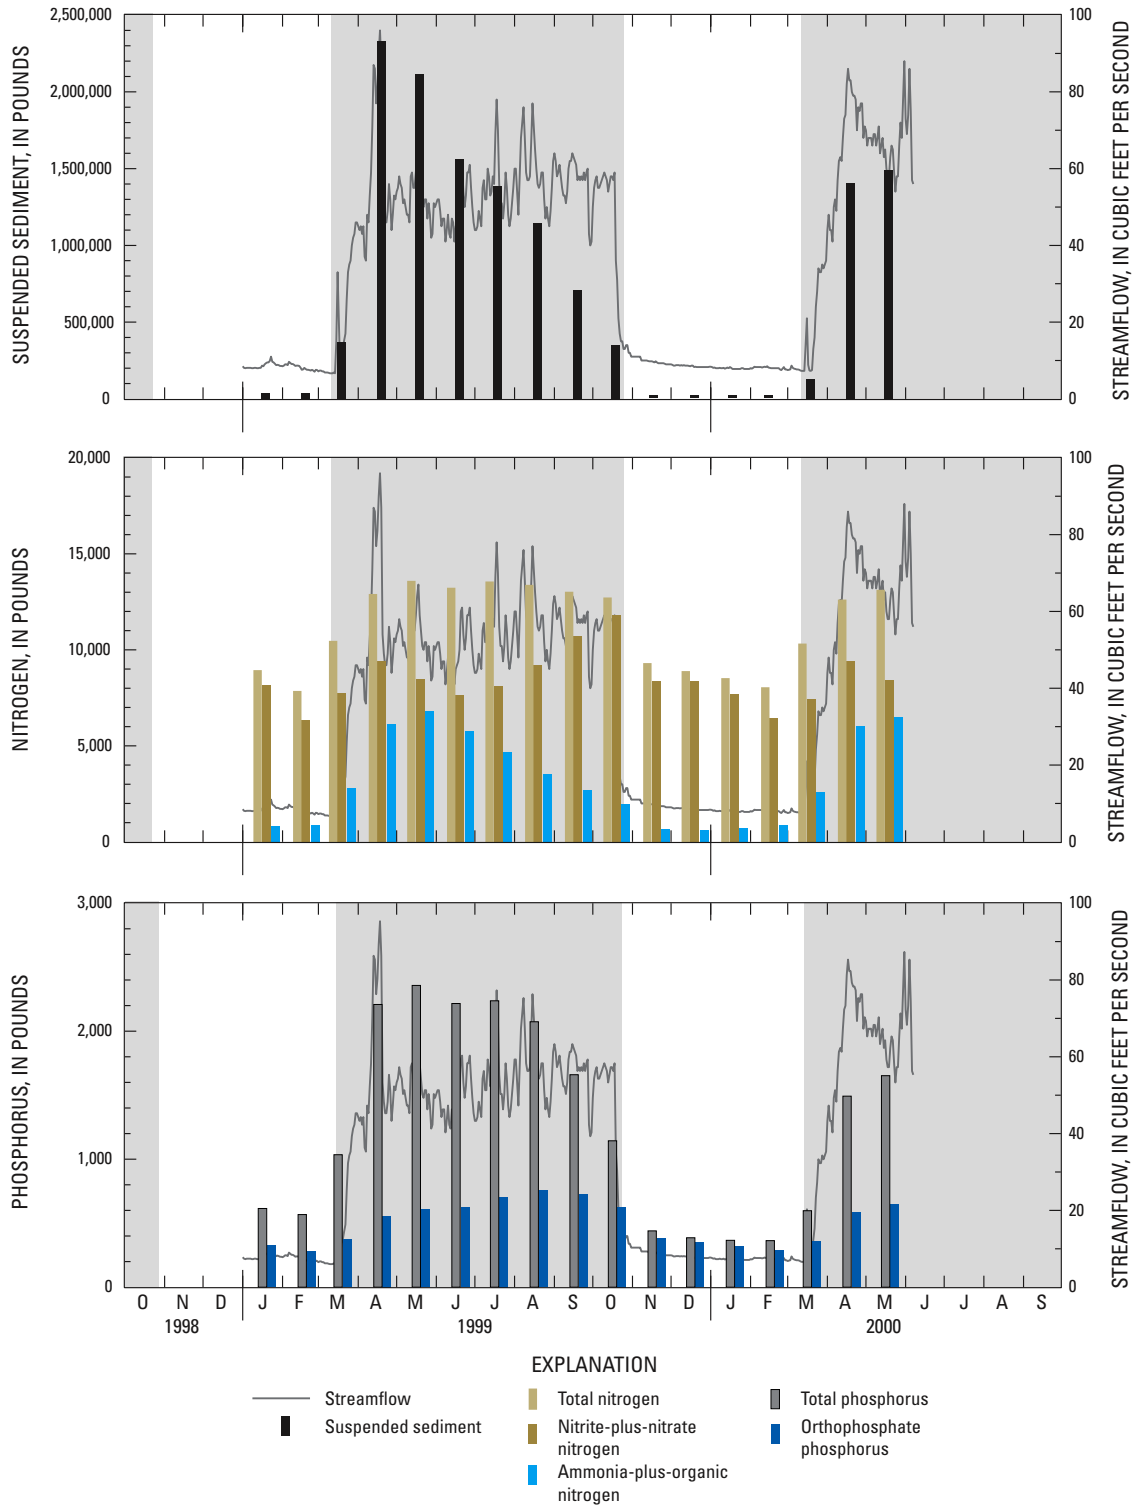 2,500,000
2,000,000
1,500,000
1,000,000
500,000
0
SUSPENDED SEDIMENT, IN POUNDS
100
80
60
40
20
0
STREAMFLOW, IN CUBIC FEET PER SECOND
20,000
15,000
10,000
5,000
0
NITROGEN, IN POUNDS
100
80
60
40
20
0
STREAMFLOW, IN CUBIC FEET PER SECOND
3,000
2,000
1,000
0
PHOSPHORUS, IN POUNDS
100
80
60
40
20
0
STREAMFLOW, IN CUBIC FEET PER SECOND
O N D J F M A M J J A S O N D J F M A M J J A S
1998 1999 2000
EXPLANATION
Streamflow
Suspended sediment
Total nitrogen
Nitrite-plus-nitrate
nitrogen
Ammonia-plus-organic
nitrogen
Total phosphorus
Orthophosphate
phosphorus